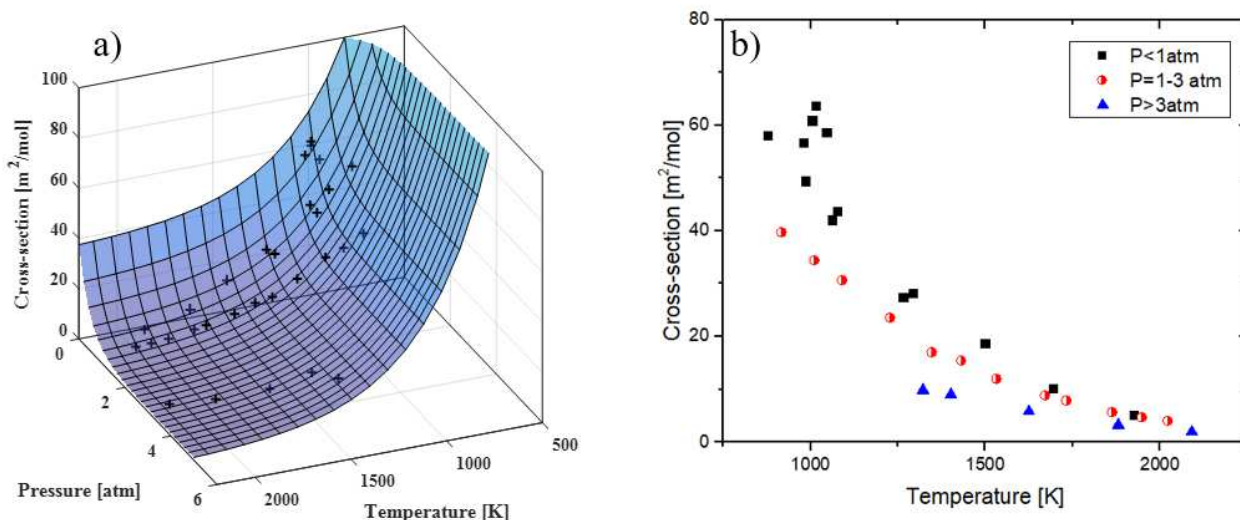 a)
Cross-section [m²/mol]
100
80
60
40
20
0
0
2
4
6
Pressure [atm]
2000
1500
1000
500
Temperature [K]
b)
Cross-section [m²/mol]
80
60
40
20
0
P<1atm
P=1-3 atm
P>3atm
1000
1500
2000
Temperature [K]